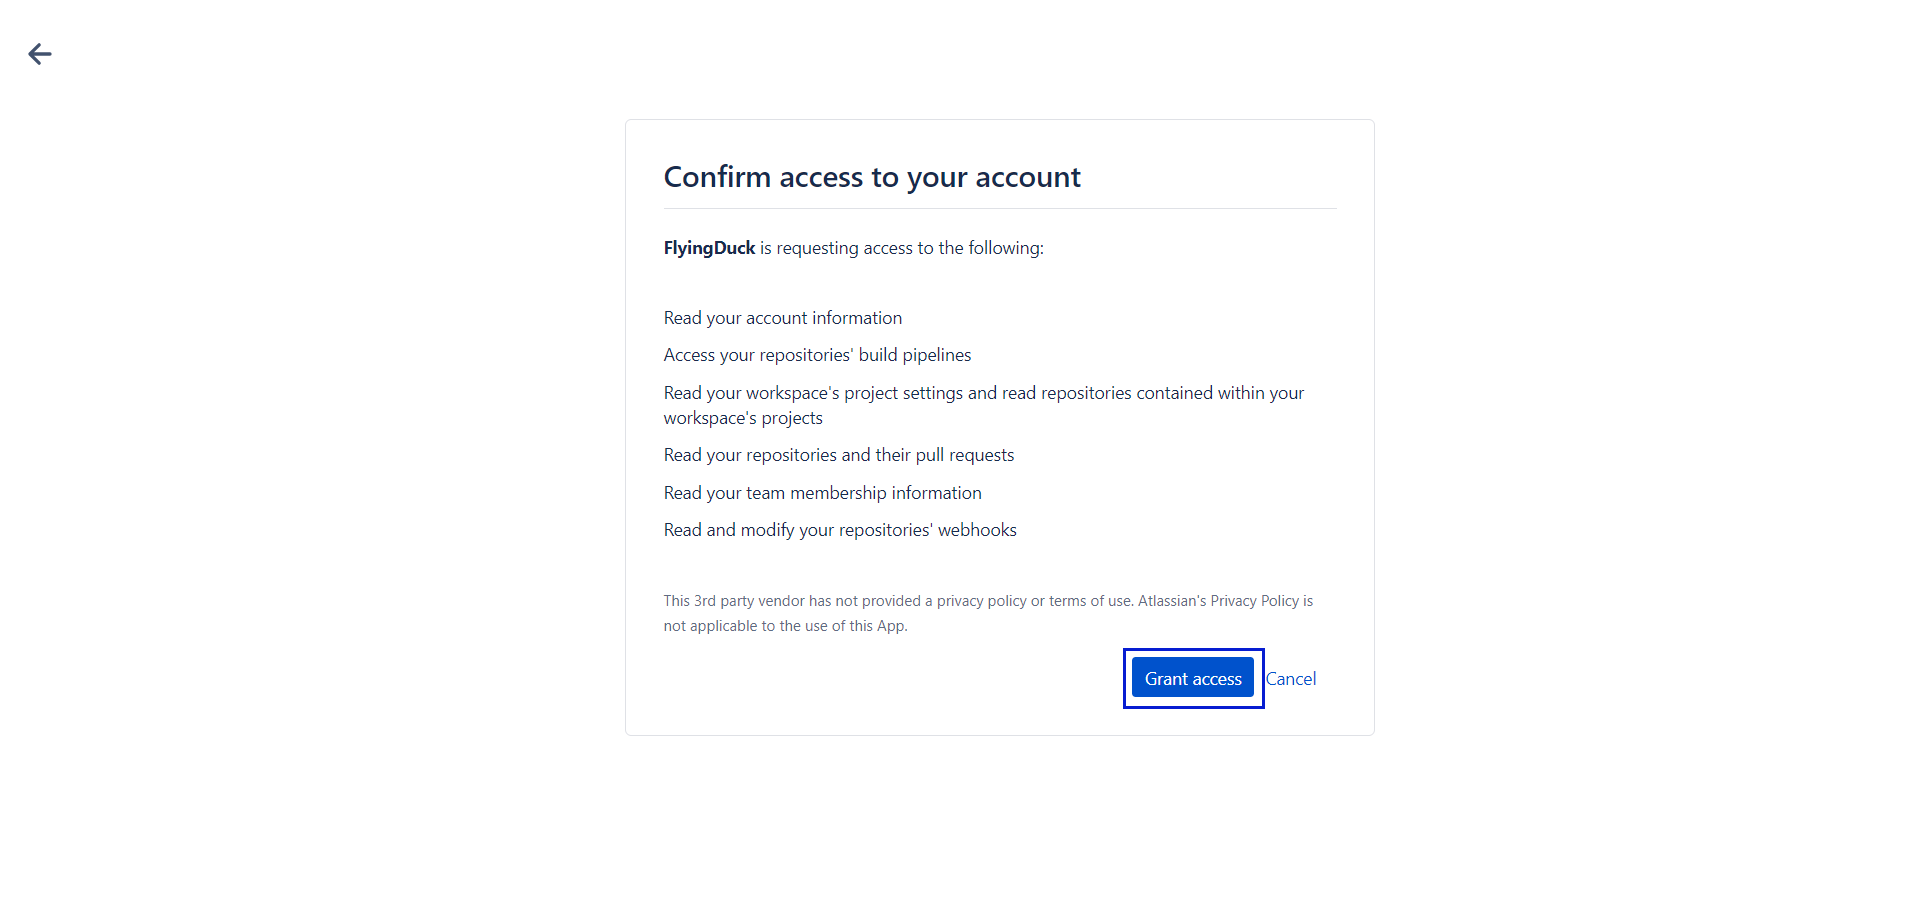 Confirm access to your account
FlyingDuck is requesting access to the following:
Read your account information
Access your repositories' build pipelines
Read your workspace's project settings and read repositories contained within your
workspace's projects
Read your repositories and their pull requests
Read your team membership information
Read and modify your repositories' webhooks
This 3rd party vendor has not provided a privacy policy or terms of use. Atlassian's Privacy Policy is
not applicable to the use of this App.
Grant access Cancel